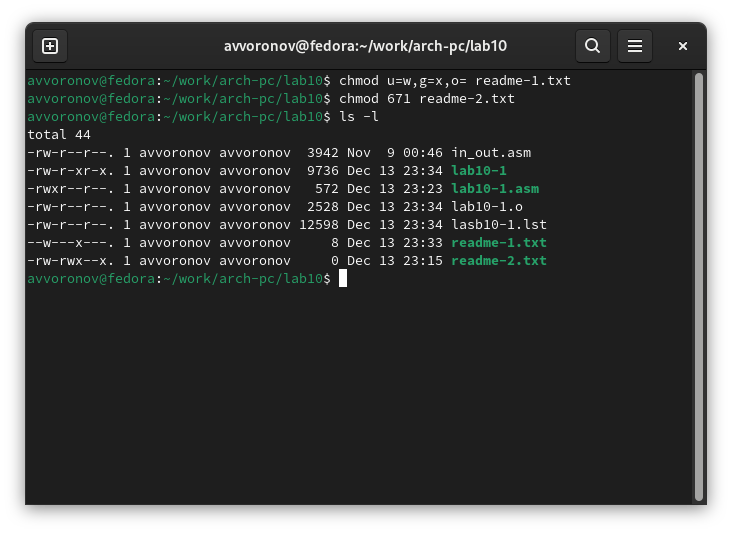 avvoronov@fedora:~/work/arch-pc/lab10
avvoronov@fedora:~/work/arch-pc/lab10$ chmod u=w,g=x,o= readme-1.txt
avvoronov@fedora:~/work/arch-pc/lab10$ chmod 671 readme-2.txt
avvoronov@fedora:~/work/arch-pc/lab10$ ls -l
total 44
-rw-r--r--. 1 avvoronov avvoronov  3942 Nov  9 00:46 in_out.asm
-rw-r-xr-x. 1 avvoronov avvoronov  9736 Dec 13 23:34 lab10-1
-rwxr--r--. 1 avvoronov avvoronov   572 Dec 13 23:23 lab10-1.asm
-rw-r--r--. 1 avvoronov avvoronov  2528 Dec 13 23:34 lab10-1.o
-rw-r--r--. 1 avvoronov avvoronov 12598 Dec 13 23:34 lasb10-1.lst
--w---x---. 1 avvoronov avvoronov     8 Dec 13 23:33 readme-1.txt
-rw-rwx--x. 1 avvoronov avvoronov     0 Dec 13 23:15 readme-2.txt
avvoronov@fedora:~/work/arch-pc/lab10$